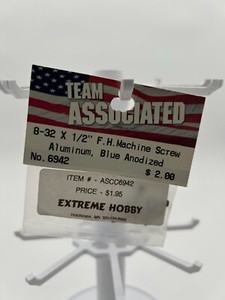 TEAM
ASSOCIATED
8-32 X 1/2" F.H.Machine Screw
Aluminum, Blue Anodized
No.6942
$ 2.00
ITEM # - ASCC6942
PRICE - $1.95
EXTREME HOBBY